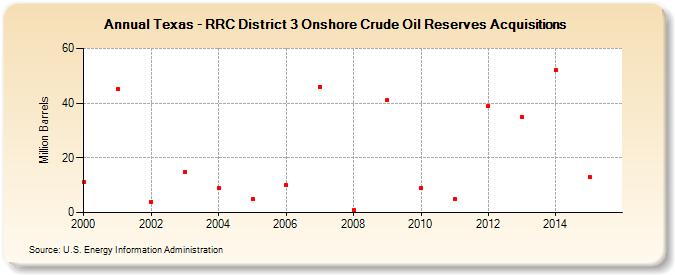 Annual Texas - RRC District 3 Onshore Crude Oil Reserves Acquisitions
Million Barrels
60
40
20
0
2000 2002 2004 2006 2008 2010 2012 2014
Source: U.S. Energy Information Administration